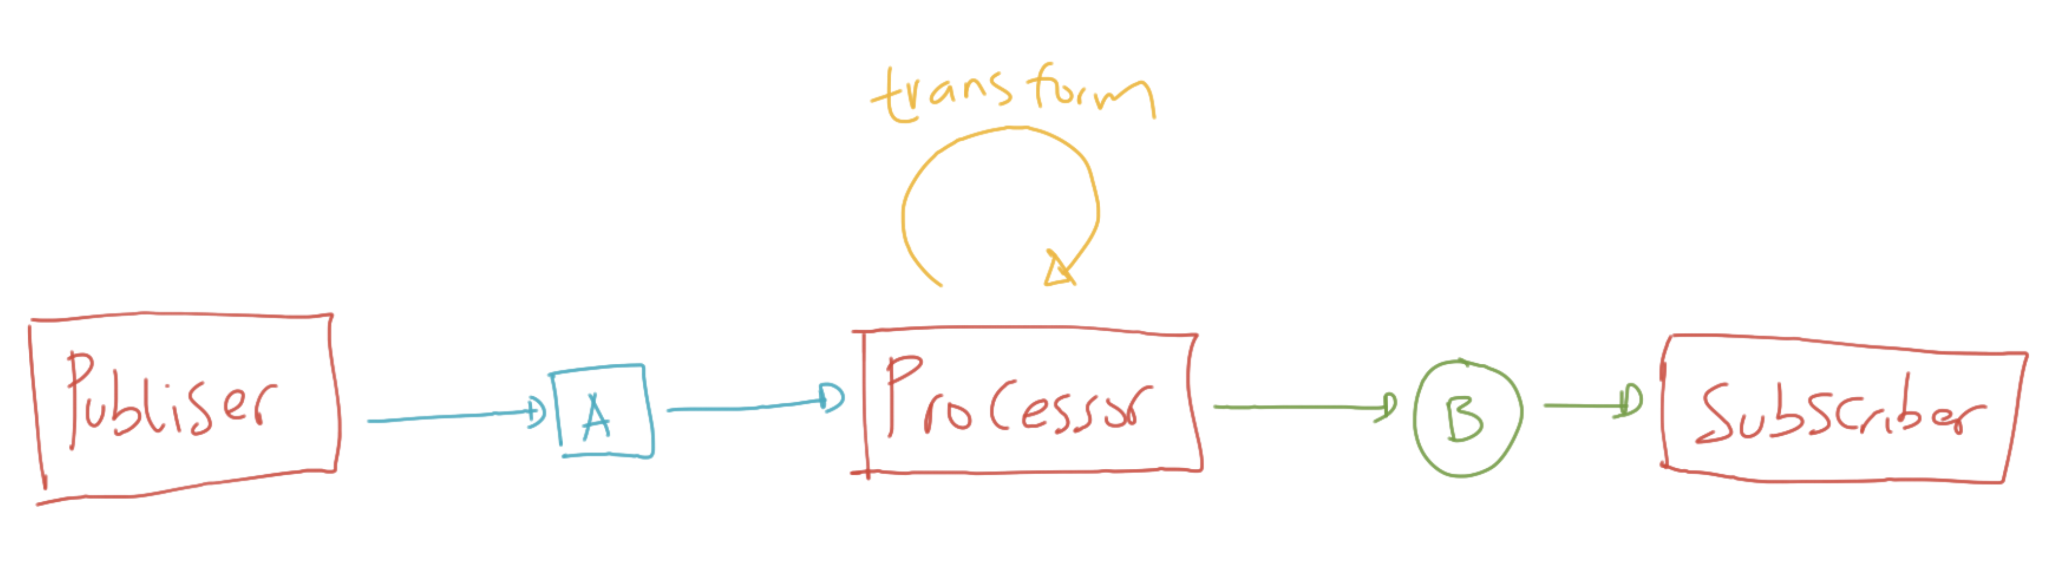 transform
Publiser
A
Processor
B
Subscriber